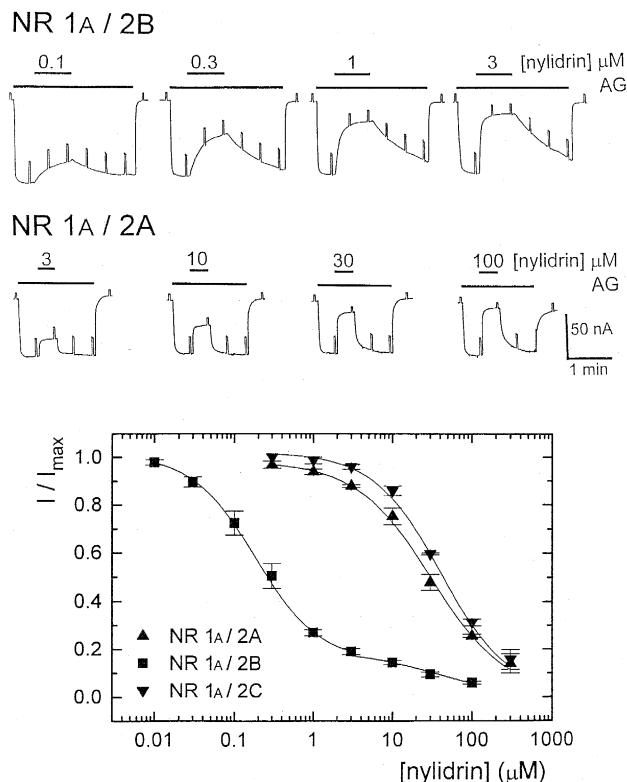 NR 1A / 2B
0.1 0.3 1 3 [nylidrin] μM
AG
NR 1A / 2A
3 10 30 100 [nylidrin] μM
AG
50 nA
1 min
I / Imax
1.0
0.8
0.6
0.4
0.2
0.0
NR 1A / 2A
NR 1A / 2B
NR 1A / 2C
0.01 0.1 1 10 100 1000
[nylidrin] (μM)